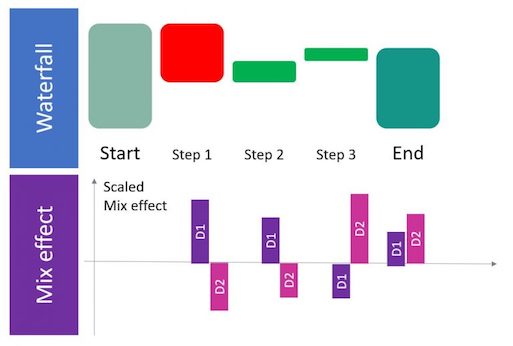 Waterfall
Start
Step 1
Step 2
Step 3
End
Mix effect
Scaled
Mix effect
D1
D2
D1
D2
D1
D2
D1
D2